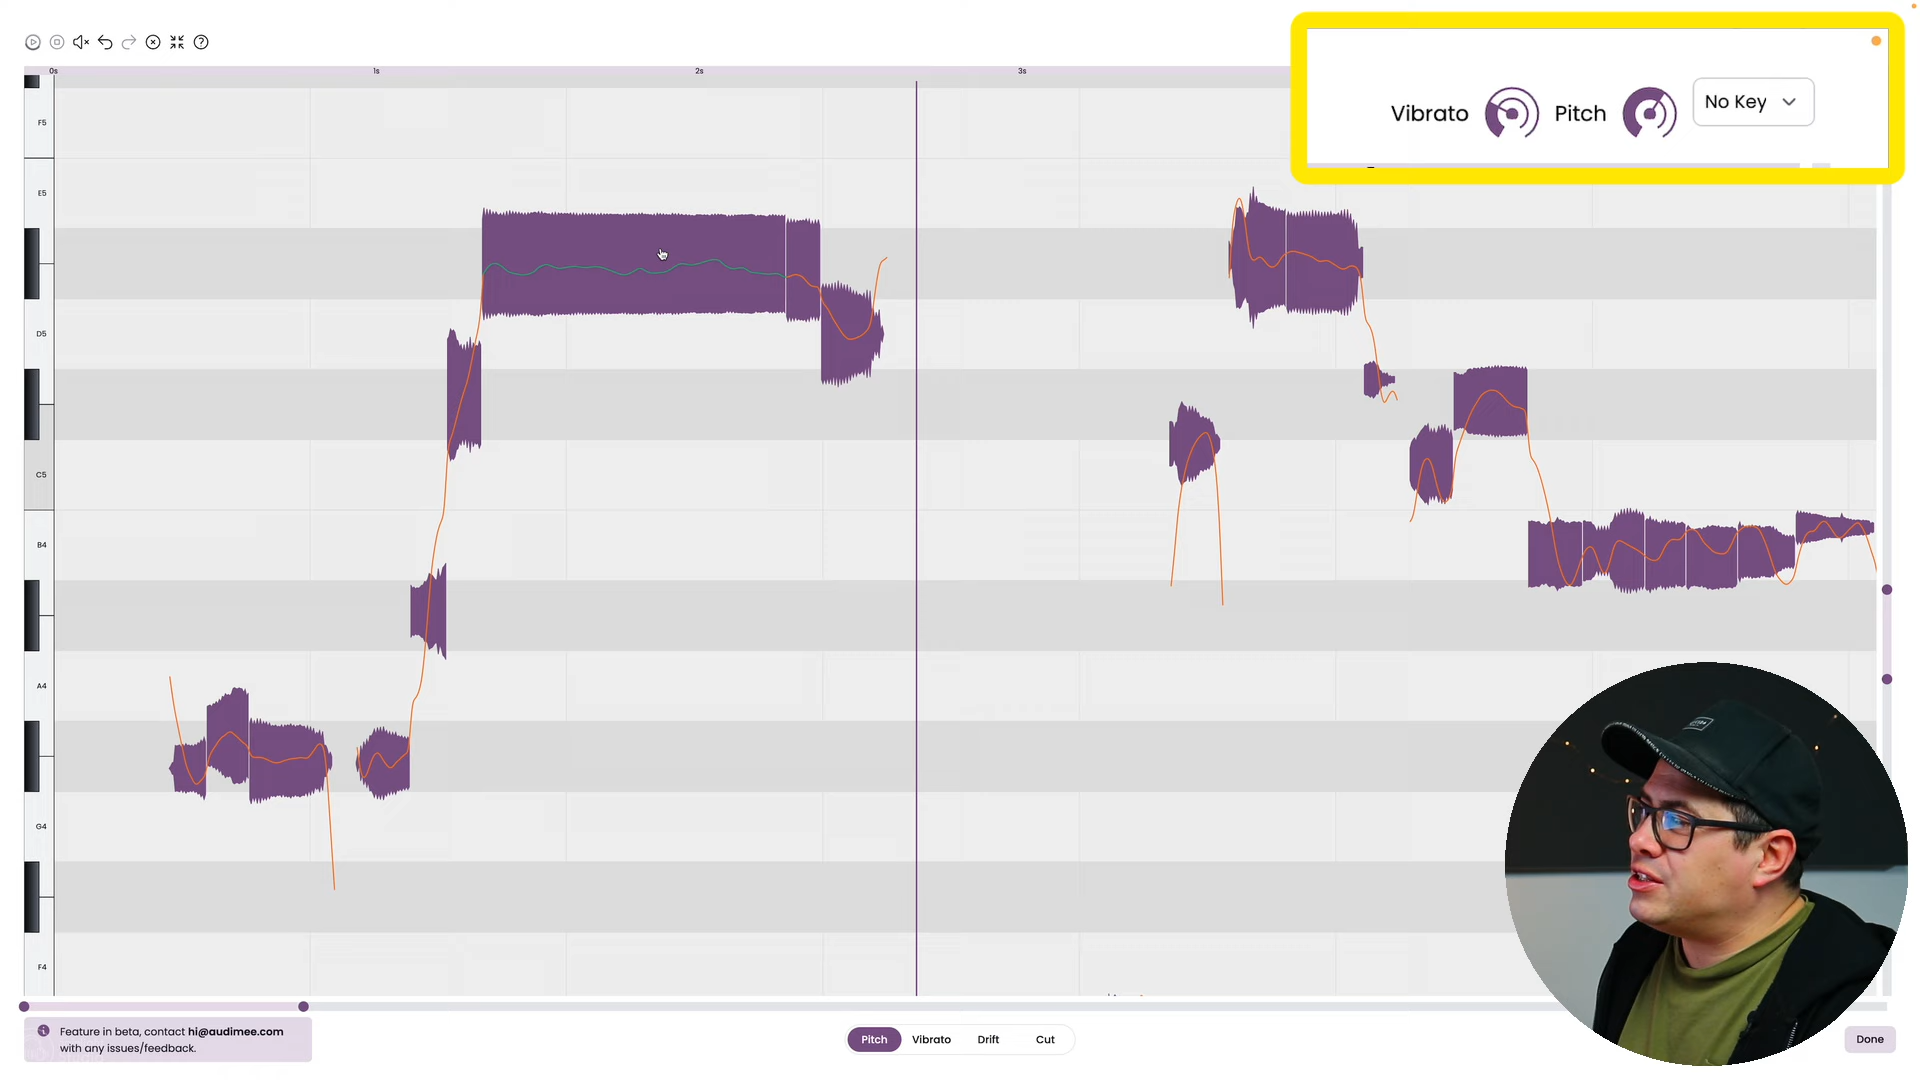 0s
1s
2s
3s
Vibrato
Pitch
No Key
F5
E5
D5
C5
B4
A4
G4
F4
Feature in beta, contact hi@audimee.com
with any issues/feedback.
Pitch
Vibrato
Drift
Cut
Done